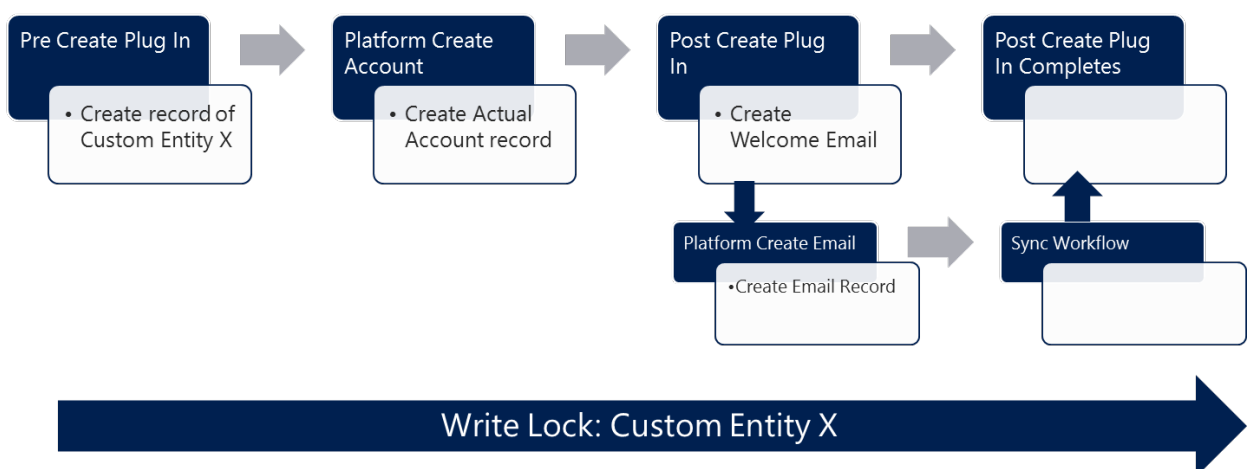 Pre Create Plug In
• Create record of
Custom Entity X
Platform Create
Account
• Create Actual
Account record
Post Create Plug
In
• Create
Welcome Email
Post Create Plug
In Completes
Platform Create Email
•Create Email Record
Sync Workflow
Write Lock: Custom Entity X